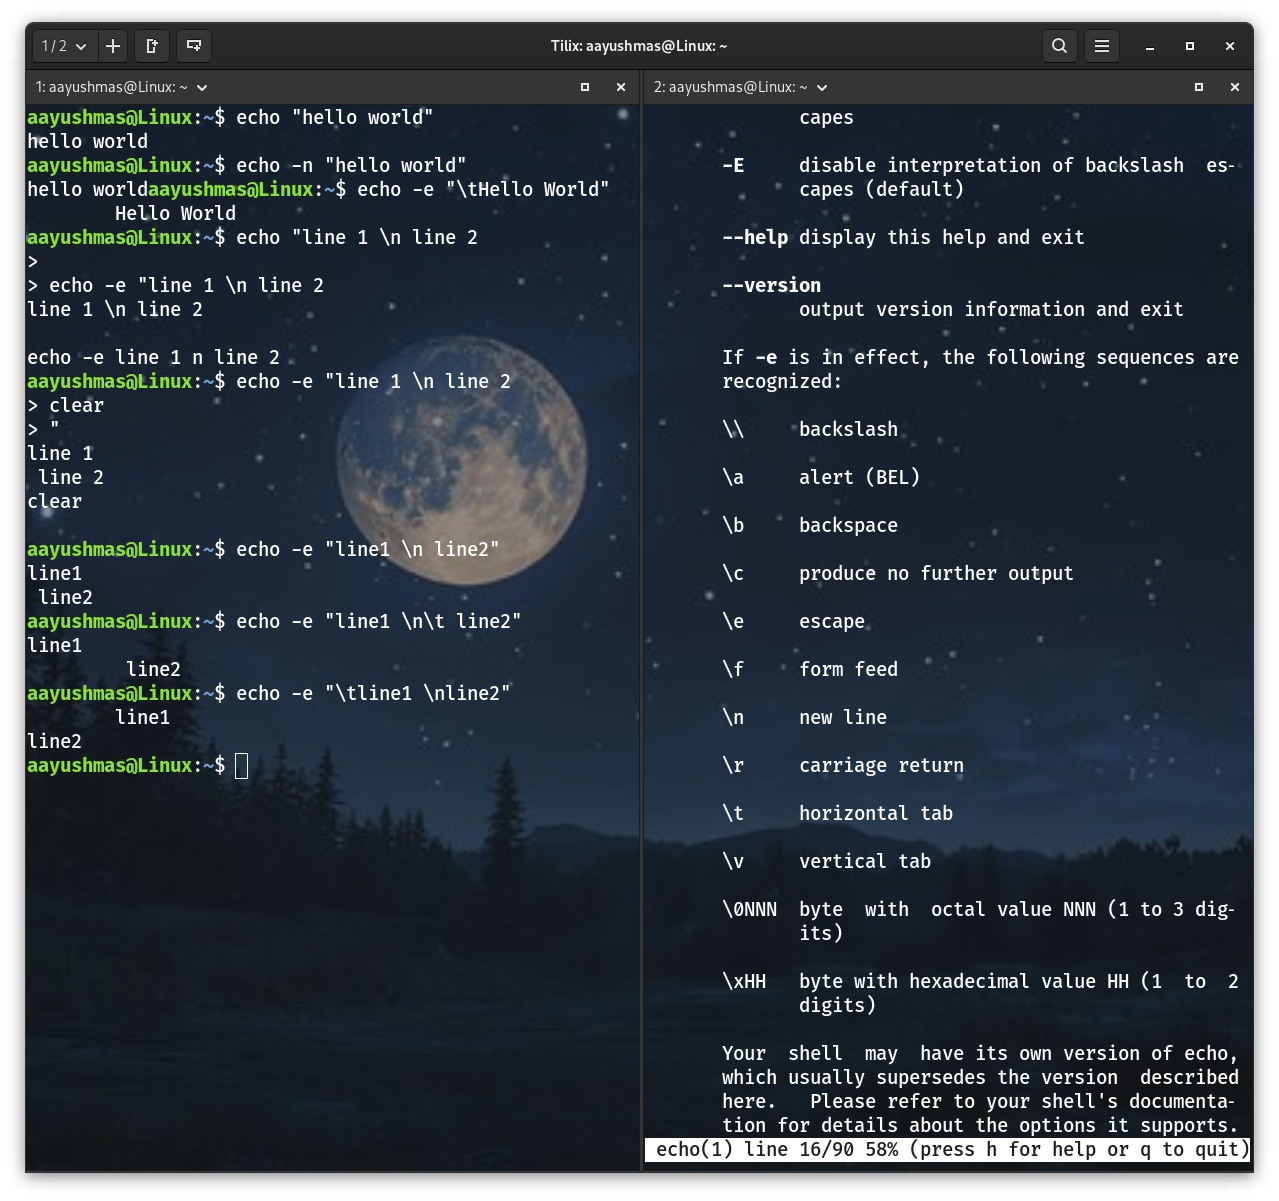 1 / 2
Tilix: aayushmas@Linux: ~
1: aayushmas@Linux: ~
aayushmas@Linux:~$ echo "hello world"
hello world
aayushmas@Linux:~$ echo -n "hello world"
hello worldaayushmas@Linux:~$ echo -e "\tHello World"
        Hello World
aayushmas@Linux:~$ echo "line 1 \n line 2
>
> echo -e "line 1 \n line 2
line 1 \n line 2

echo -e line 1 n line 2
aayushmas@Linux:~$ echo -e "line 1 \n line 2
> clear
> "
line 1
 line 2
clear

aayushmas@Linux:~$ echo -e "line1 \n line2"
line1
 line2
aayushmas@Linux:~$ echo -e "line1 \n\t line2"
line1
         line2
aayushmas@Linux:~$ echo -e "\tline1 \nline2"
        line1
line2
aayushmas@Linux:~$
2: aayushmas@Linux: ~
capes
-E     disable interpretation of backslash  es-
       capes (default)
--help display this help and exit
--version
       output version information and exit
If -e is in effect, the following sequences are
recognized:
\\     backslash
\a     alert (BEL)
\b     backspace
\c     produce no further output
\e     escape
\f     form feed
\n     new line
\r     carriage return
\t     horizontal tab
\v     vertical tab
\0NNN  byte  with  octal value NNN (1 to 3 dig-
       its)
\xHH   byte with hexadecimal value HH (1  to  2
       digits)
Your  shell  may  have its own version of echo,
which usually supersedes the version  described
here.   Please refer to your shell's documenta-
tion for details about the options it supports.
echo(1) line 16/90 58% (press h for help or q to quit)